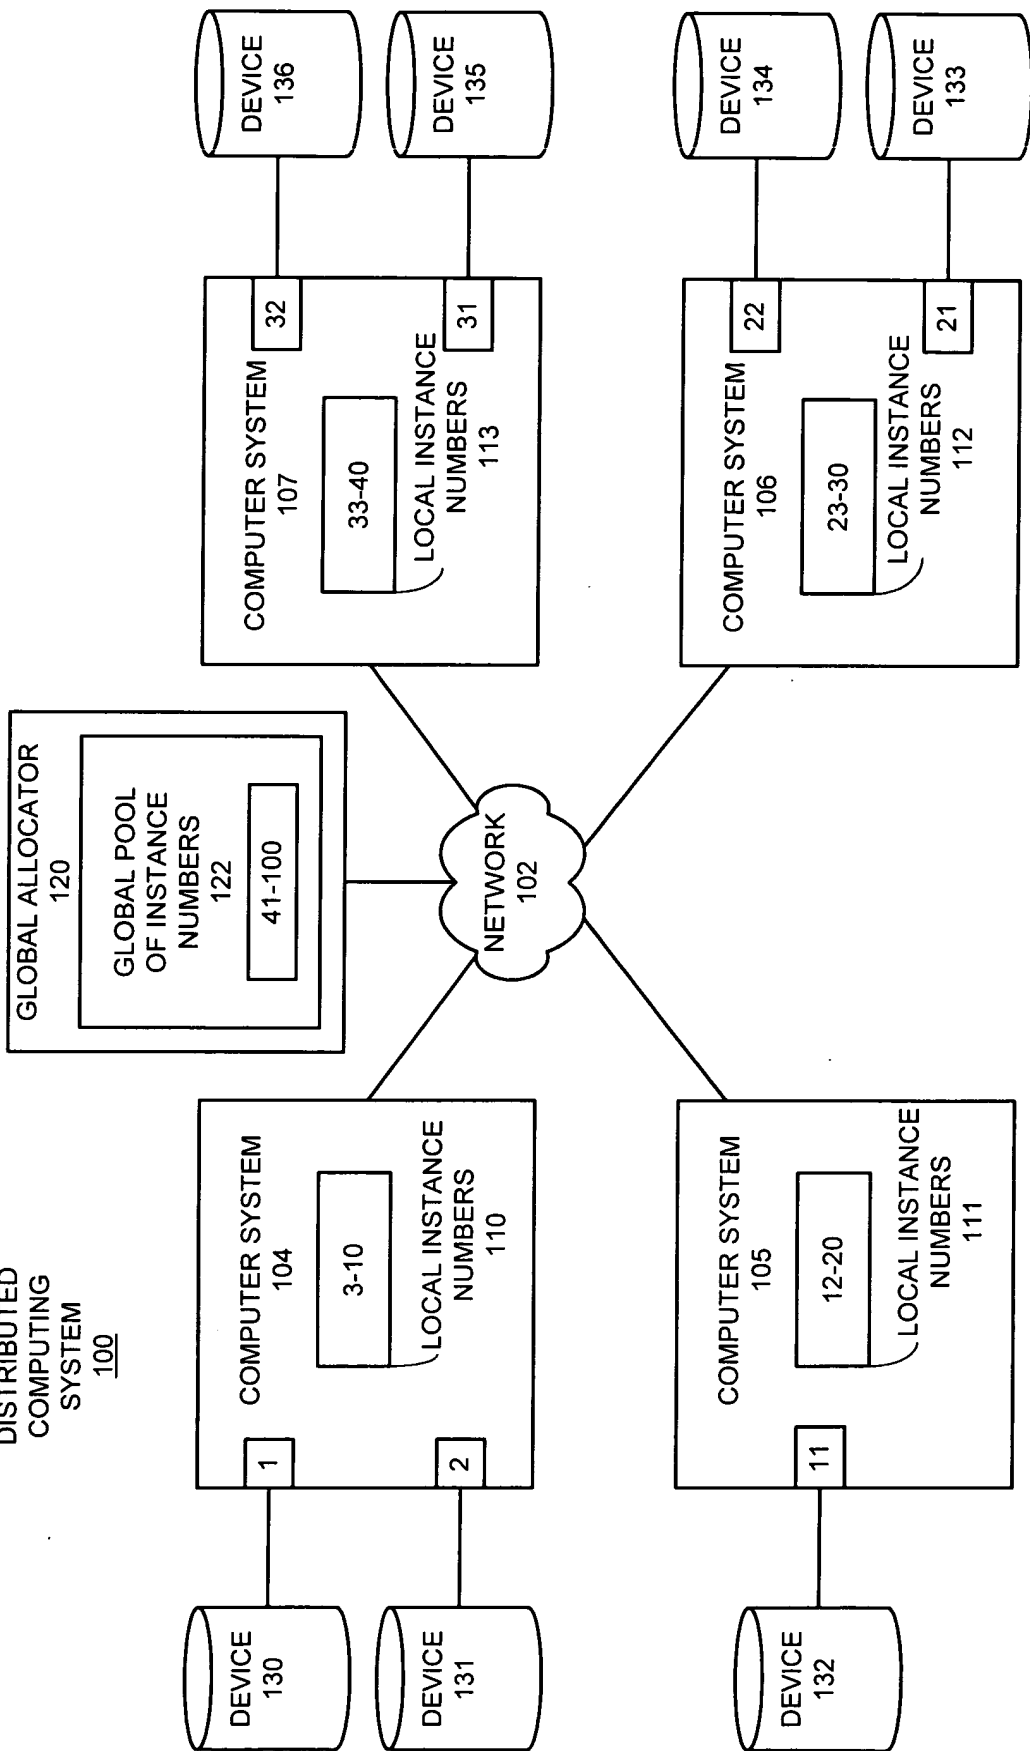 DISTRIBUTED
COMPUTING
SYSTEM
100
GLOBAL ALLOCATOR
120
GLOBAL POOL
OF INSTANCE
NUMBERS
122
41-100
DEVICE
130
1
DEVICE
131
2
COMPUTER SYSTEM
104
3-10
LOCAL INSTANCE
NUMBERS
110
COMPUTER SYSTEM
107
33-40
LOCAL INSTANCE
NUMBERS
113
32
DEVICE
136
31
DEVICE
135
NETWORK
102
DEVICE
132
11
COMPUTER SYSTEM
105
12-20
LOCAL INSTANCE
NUMBERS
111
COMPUTER SYSTEM
106
23-30
LOCAL INSTANCE
NUMBERS
112
22
DEVICE
134
21
DEVICE
133